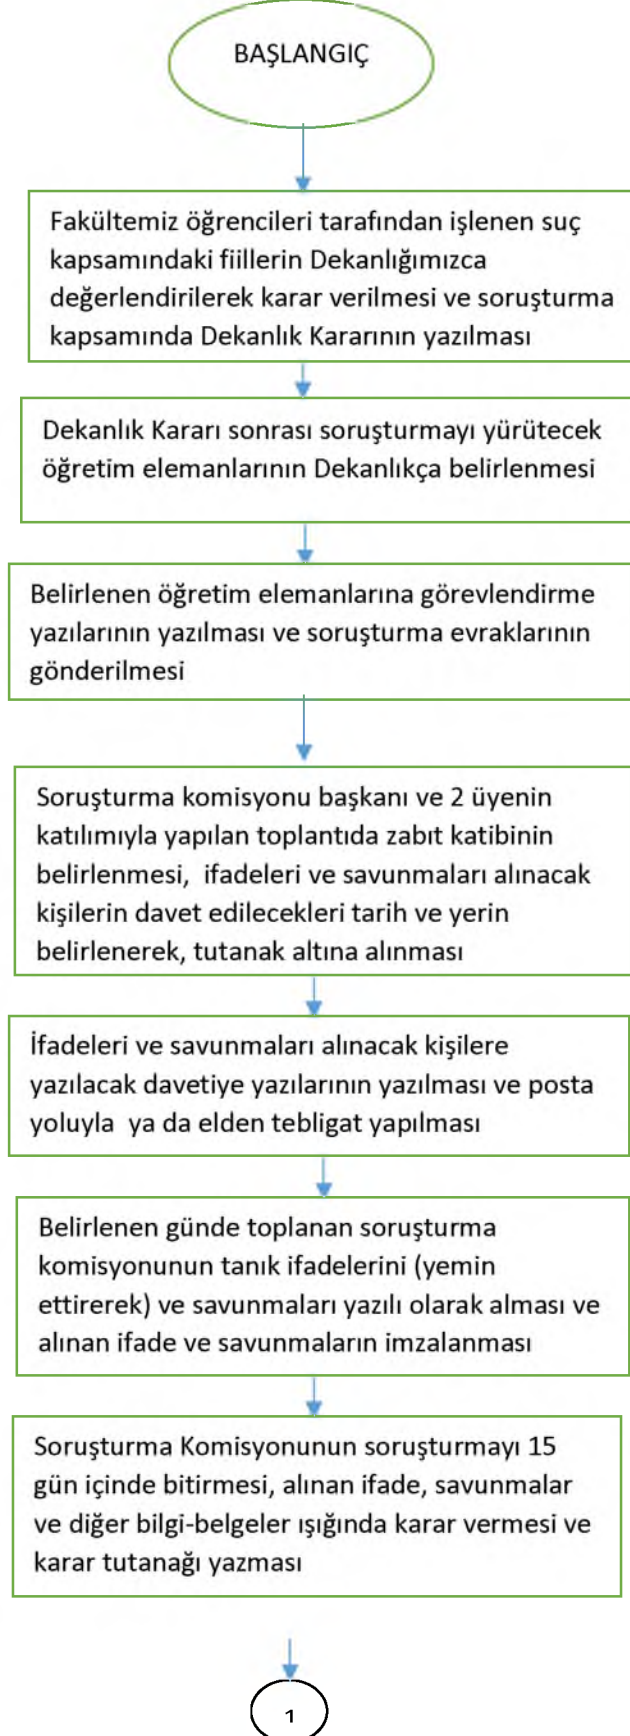 BAŞLANGIÇ
Fakültemiz öğrencileri tarafından işlenen suç
kapsamındaki fiillerin Dekanlığımızca
değerlendirilerek karar verilmesi ve soruşturma
kapsamında Dekanlık Kararının yazılması
Dekanlık Kararı sonrası soruşturmayı yürütecek
öğretim elemanlarının Dekanlıkça belirlenmesi
Belirlenen öğretim elemanlarına görevlendirme
yazılarının yazılması ve soruşturma evraklarının
gönderilmesi
Soruşturma komisyonu başkanı ve 2 üyenin
katılımıyla yapılan toplantıda zabıt katibinin
belirlenmesi, ifadeleri ve savunmaları alınacak
kişilerin davet edilecekleri tarih ve yerin
belirlenerek, tutanak altına alınması
İfadeleri ve savunmaları alınacak kişilere
yazılacak davetiye yazılarının yazılması ve posta
yoluyla ya da elden tebligat yapılması
Belirlenen günde toplanan soruşturma
komisyonunun tanık ifadelerini (yemin
ettirerek) ve savunmaları yazılı olarak alması ve
alınan ifade ve savunmaların imzalanması
Soruşturma Komisyonunun soruşturmayı 15
gün içinde bitirmesi, alınan ifade, savunmalar
ve diğer bilgi-belgeler ışığında karar vermesi ve
karar tutanağı yazması
1